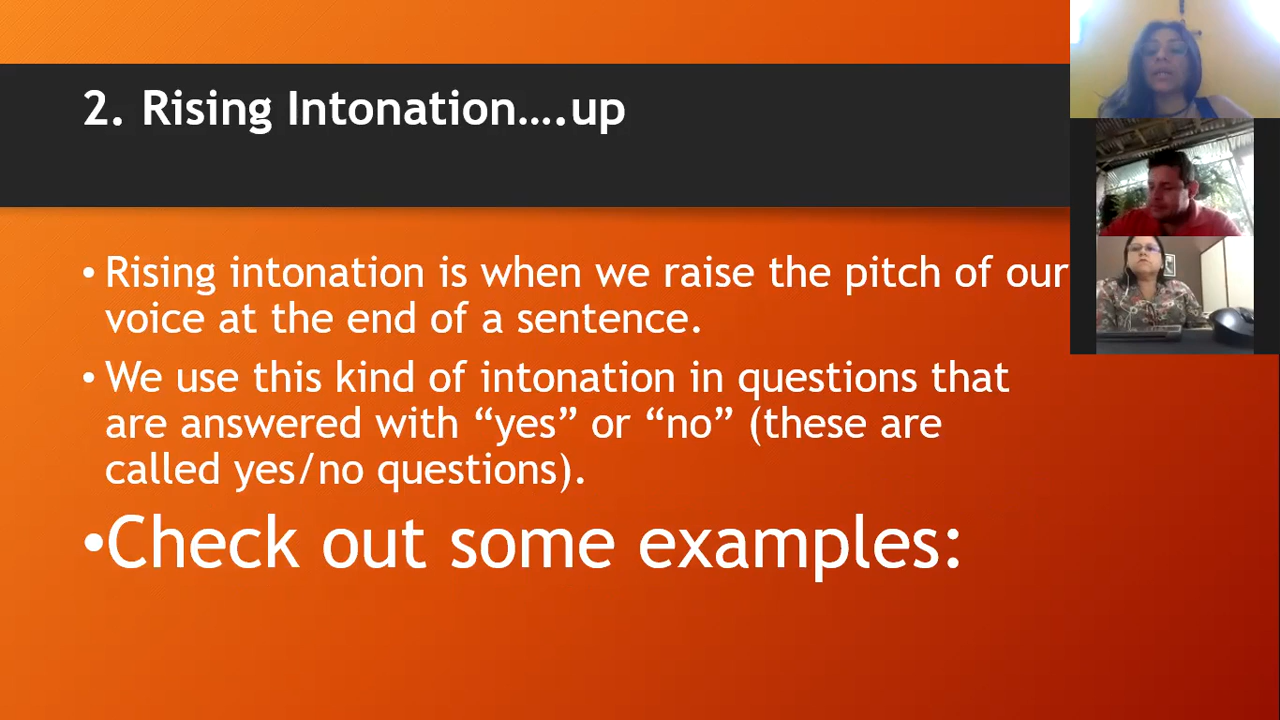 2. Rising Intonation….up
• Rising intonation is when we raise the pitch of our
voice at the end of a sentence.
• We use this kind of intonation in questions that
are answered with “yes” or “no” (these are
called yes/no questions).
•Check out some examples: